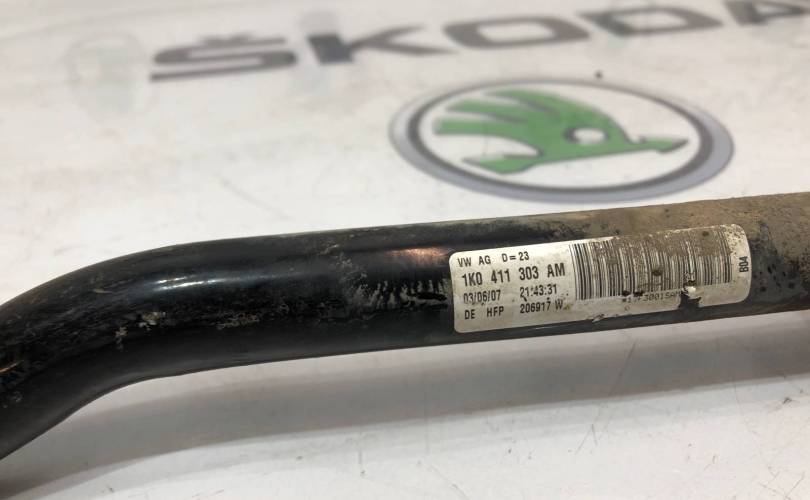 ŠKODA
VW AG D=23
1K0 411 303 AM
03/06/07 21:43:31
DE HFP 206917 W
B04